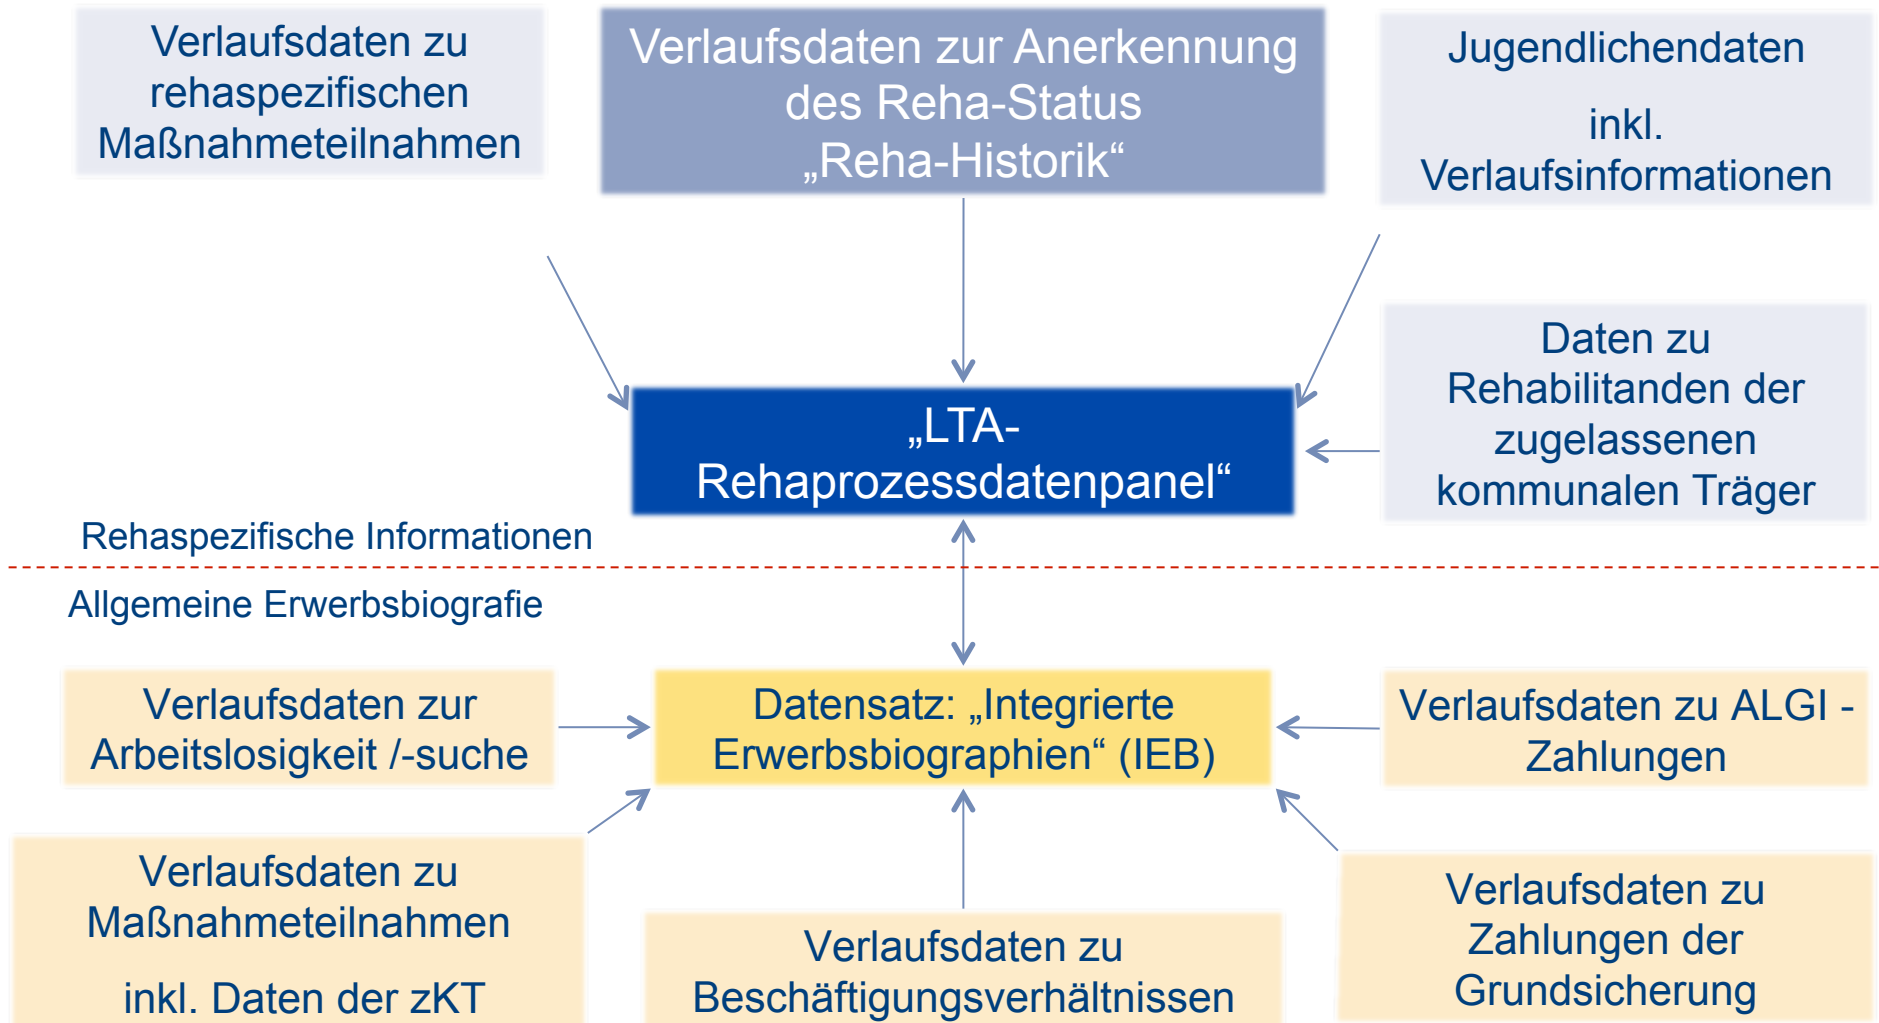 Verlaufsdaten zu
rehaspezifischen
Maßnahmeteilnahmen
Verlaufsdaten zur Anerkennung
des Reha-Status
„Reha-Historik“
Jugendlichendaten
inkl.
Verlaufsinformationen
Daten zu
Rehabilitanden der
zugelassenen
kommunalen Träger
„LTA-
Rehaprozessdatenpanel“
Rehaspezifische Informationen
Allgemeine Erwerbsbiografie
Verlaufsdaten zur
Arbeitslosigkeit /-suche
Datensatz: „Integrierte
Erwerbsbiographien“ (IEB)
Verlaufsdaten zu ALGI -
Zahlungen
Verlaufsdaten zu
Maßnahmeteilnahmen
inkl. Daten der zKT
Verlaufsdaten zu
Beschäftigungsverhältnissen
Verlaufsdaten zu
Zahlungen der
Grundsicherung